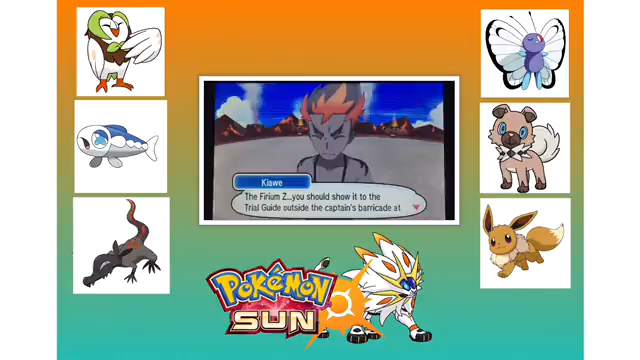 Kiawe
The Firium Z...you should show it to the
Trial Guide outside the captain's barricade at
POKéMON
SUN